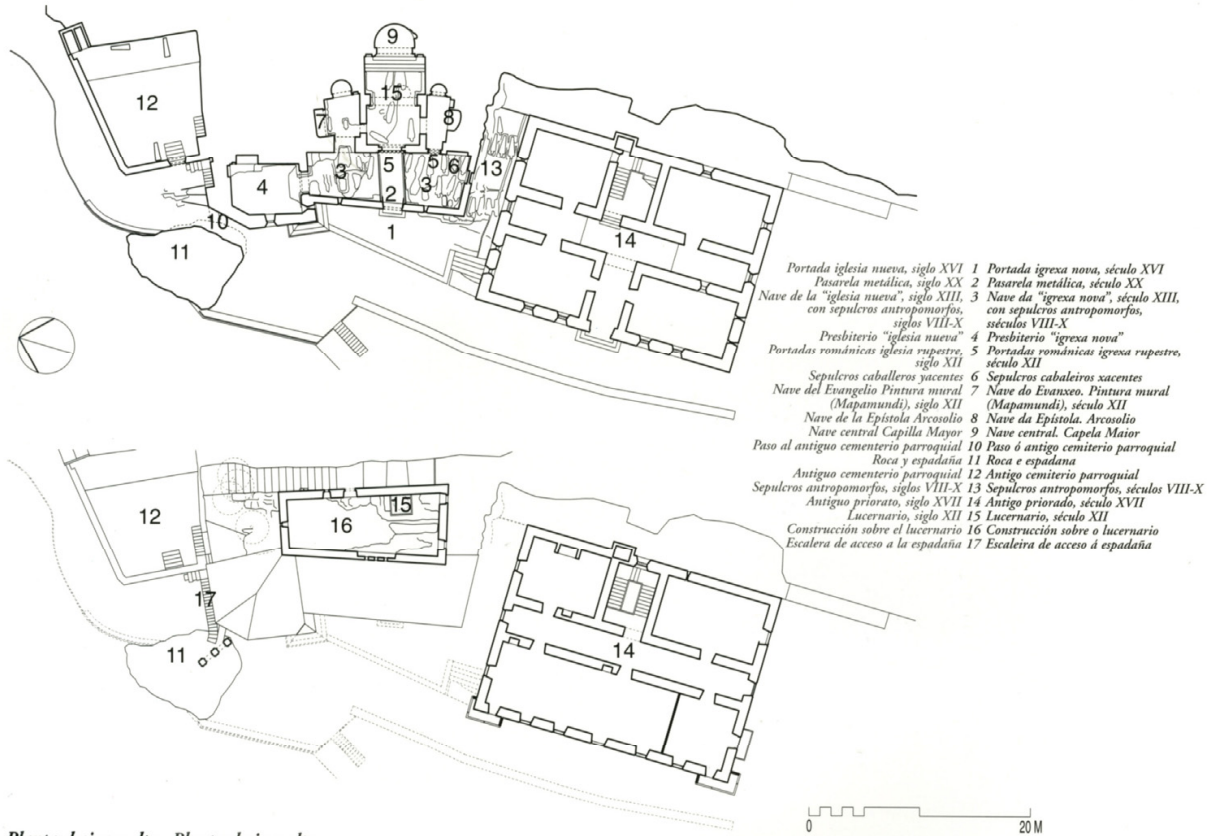 9
12
15
7
8
3
5
5
6
13
4
3
2
10
1
11
14
Portada iglesia nueva, siglo XVI 1 Portada igrexa nova, século XVI
Pasarela metálica, siglo XX 2 Pasarela metálica, século XX
Nave de la "iglesia nueva", siglo XIII, 3 Nave da "igrexa nova", século XIII,
con sepulcros antropomorfos, con sepulcros antropomorfos,
siglos VIII-X sséculos VIII-X
Presbiterio "iglesia nueva" 4 Presbiterio "igrexa nova"
Portadas románicas iglesia rupestre, 5 Portadas románicas igrexa rupestre,
siglo XII século XII
Sepulcros caballeros yacentes 6 Sepulcros cabaleiros xacentes
Nave del Evangelio Pintura mural 7 Nave do Evanxeo. Pintura mural
(Mapamundi), siglo XII (Mapamundi), século XII
Nave de la Epístola Arcosolio 8 Nave da Epístola. Arcosolio
Nave central Capilla Mayor 9 Nave central. Capela Maior
Paso al antiguo cementerio parroquial 10 Paso ó antigo cemiterio parroquial
Roca y espadaña 11 Roca e espadana
Antiguo cementerio parroquial 12 Antigo cemiterio parroquial
Sepulcros antropomorfos, siglos VIII-X 13 Sepulcros antropomorfos, séculos VIII-X
Antiguo priorato, siglo XVII 14 Antigo priorado, século XVII
Lucernario, siglo XII 15 Lucernario, século XII
Construcción sobre el lucernario 16 Construcción sobre o lucernario
Escalera de acceso a la espadaña 17 Escaleira de acceso á espadaña
12
15
16
17
11
14
0 20 M